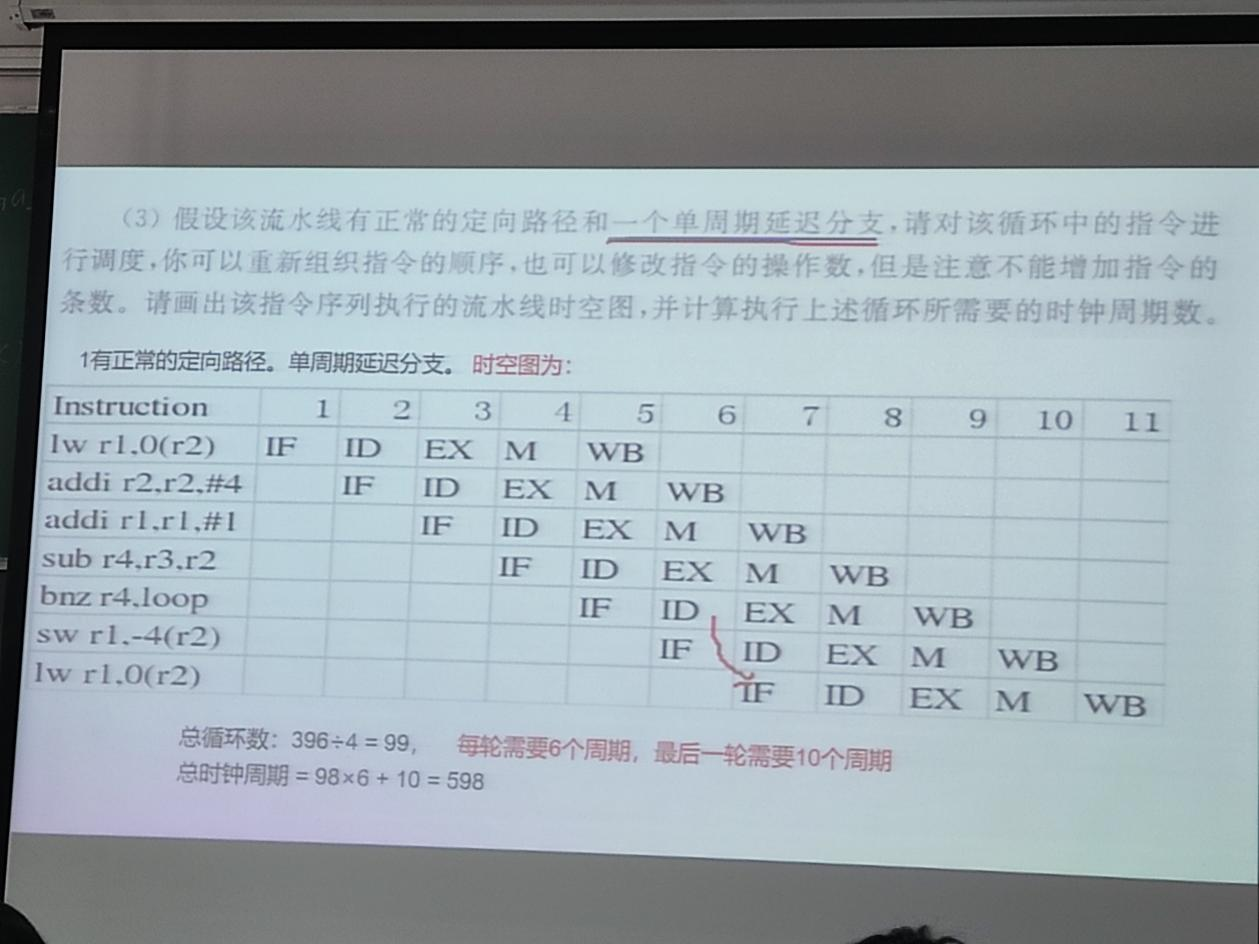 (3) 假设该流水线有正常的定向路径和一个单周期延迟分支,请对该循环中的指令进
行调度,你可以重新组织指令的顺序,也可以修改指令的操作数,但是注意不能增加指令的
条数。请画出该指令序列执行的流水线时空图,并计算执行上述循环所需要的时钟周期数。
1有正常的定向路径。单周期延迟分支。 时空图为:
Instruction 1 2 3 4 5 6 7 8 9 10 11
lw r1,0(r2) IF ID EX M WB
addi r2,r2,#4 IF ID EX M WB
addi r1,r1,#1 IF ID EX M WB
sub r4,r3,r2 IF ID EX M WB
bnz r4,loop IF ID EX M WB
sw r1,-4(r2) IF ID EX M WB
lw r1,0(r2) IF ID EX M WB
总循环数: 396÷4 = 99, 每轮需要6个周期, 最后一轮需要10个周期
总时钟周期 = 98×6 + 10 = 598